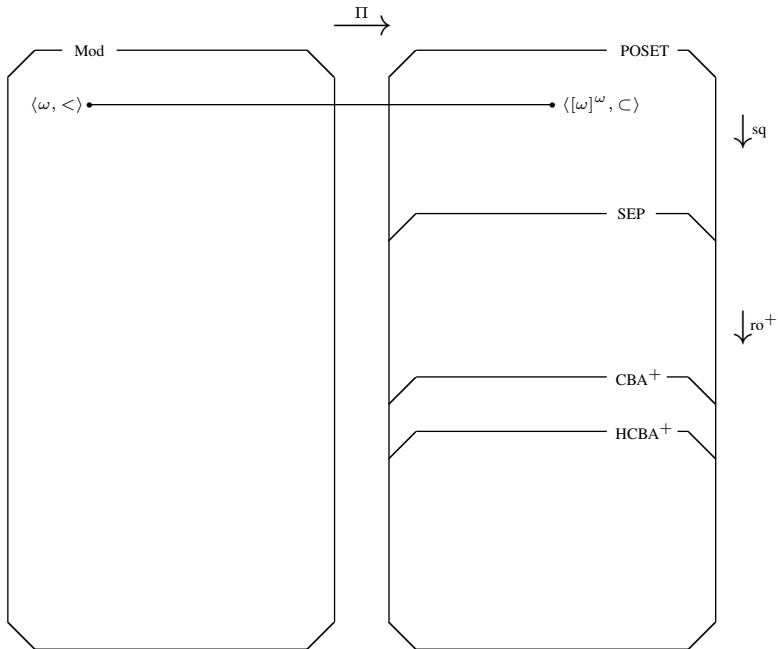 Π
Mod
POSET
⟨ω, <⟩
⟨[ω]^ω, ⊂⟩
sq
SEP
ro⁺
CBA⁺
HCBA⁺